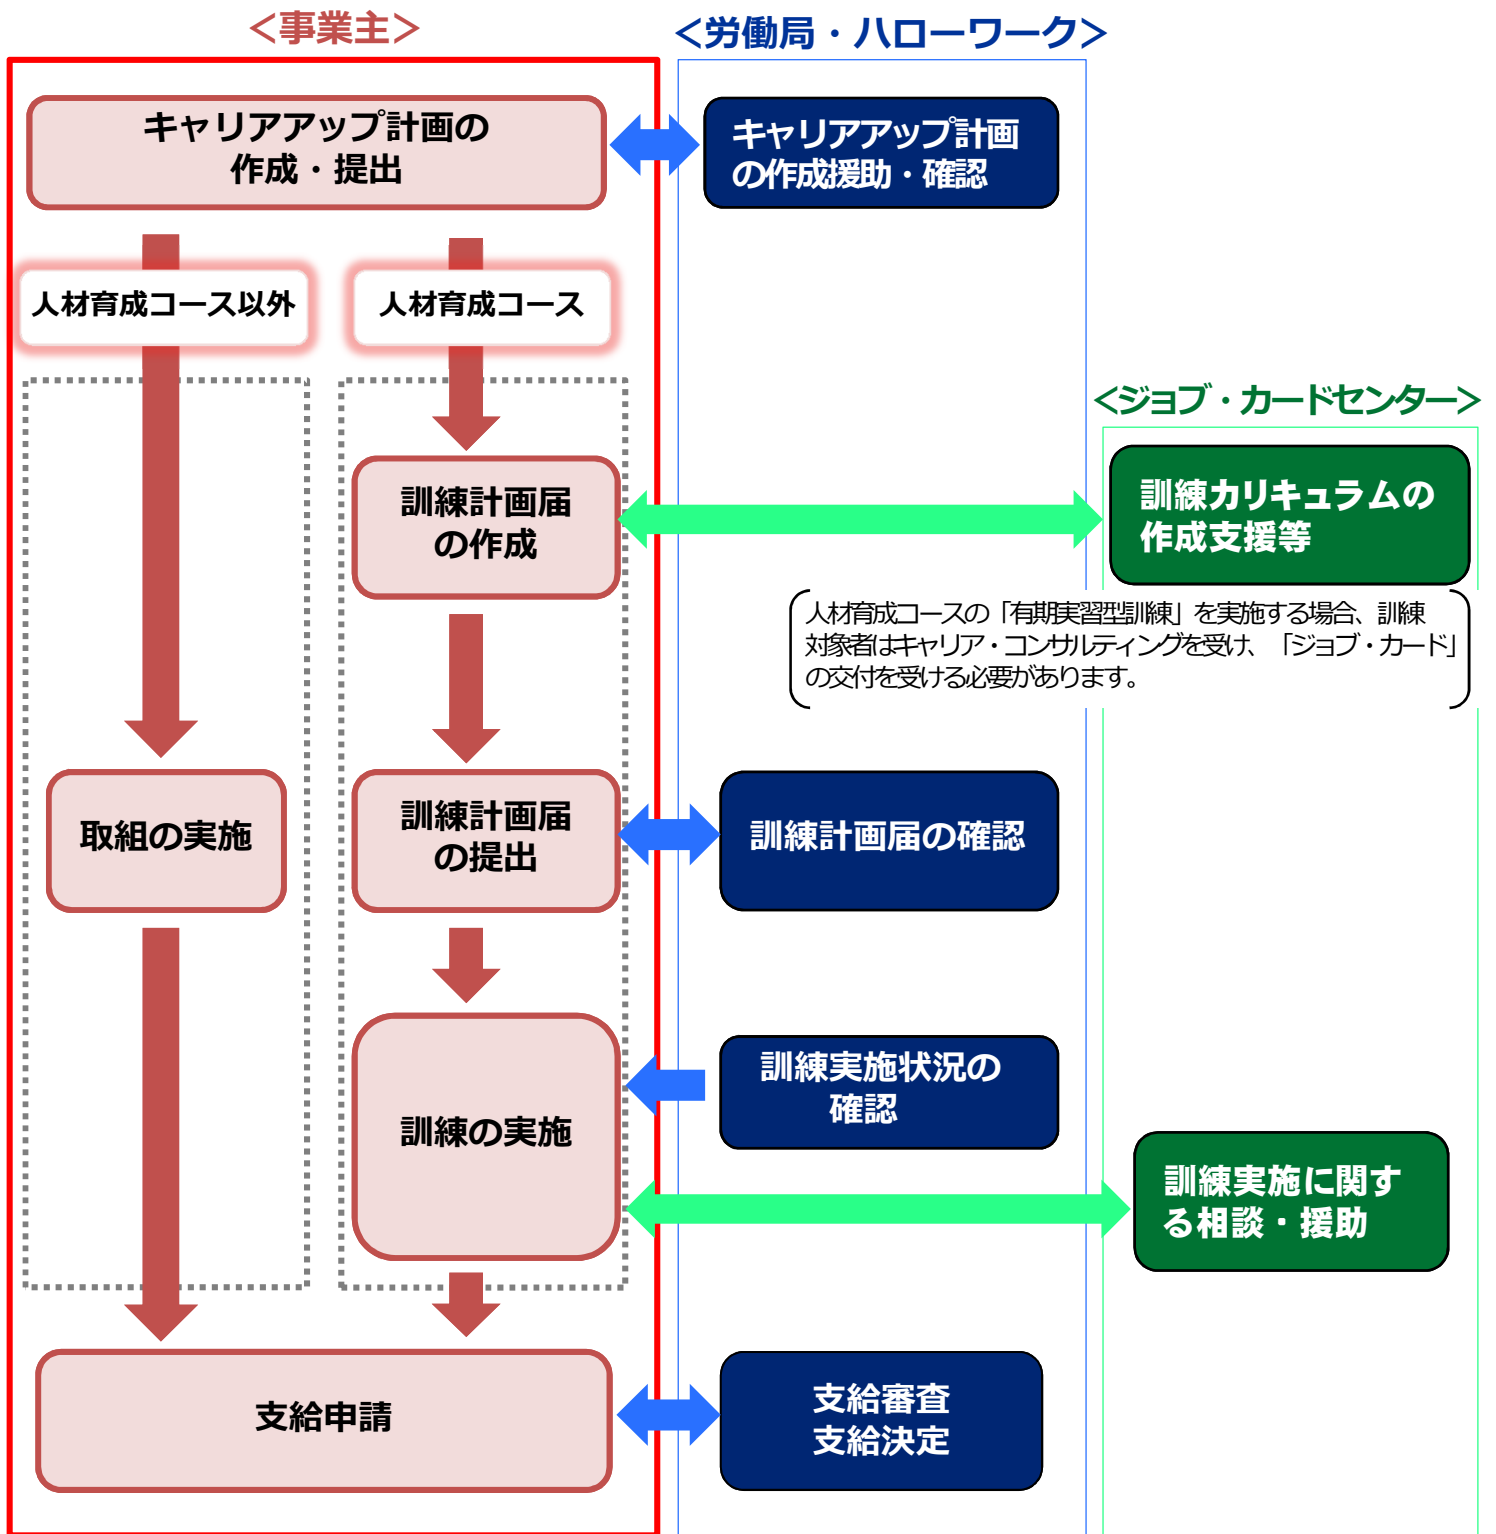 ＜事業主＞
＜労働局・ハローワーク＞
キャリアアップ計画の
作成・提出
キャリアアップ計画
の作成援助・確認
人材育成コース以外
人材育成コース
＜ジョブ・カードセンター＞
訓練計画届
の作成
訓練カリキュラムの
作成支援等
人材育成コースの「有期実習型訓練」を実施する場合、訓練
対象者はキャリア・コンサルティングを受け、「ジョブ・カード」
の交付を受ける必要があります。
取組の実施
訓練計画届
の提出
訓練計画届の確認
訓練実施状況の
確認
訓練の実施
訓練実施に関す
る相談・援助
支給申請
支給審査
支給決定